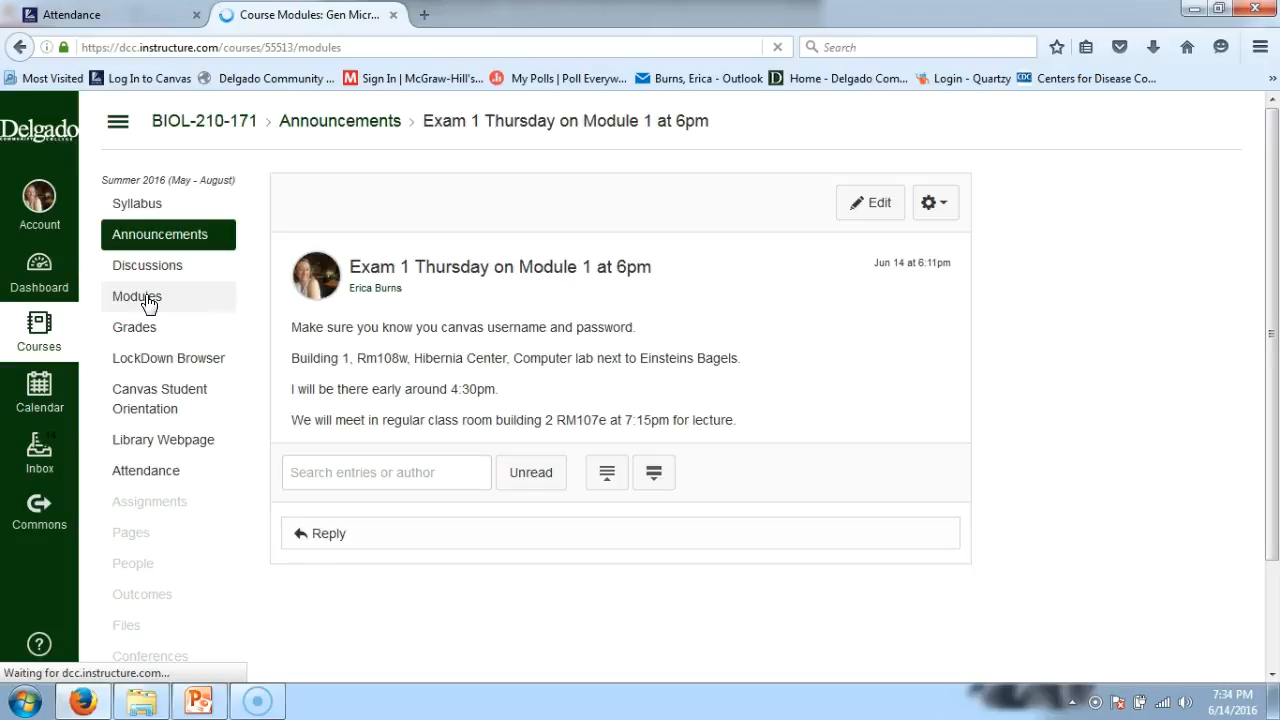 Attendance
Course Modules: Gen Micr...
https://dcc.instructure.com/courses/55513/modules
Search
Most Visited
Log In to Canvas
Delgado Community ...
Sign In | McGraw-Hill's...
My Polls | Poll Everyw...
Burns, Erica - Outlook
Home - Delgado Com...
Login - Quartzy
Centers for Disease Co...
Delgado
COMMUNITY COLLEGE
Account
Dashboard
Courses
Calendar
14
Inbox
Commons
BIOL-210-171 > Announcements > Exam 1 Thursday on Module 1 at 6pm
Summer 2016 (May - August)
Syllabus
Announcements
Discussions
Modules
Grades
LockDown Browser
Canvas Student
Orientation
Library Webpage
Attendance
Assignments
Pages
People
Outcomes
Files
Conferences
Edit
Exam 1 Thursday on Module 1 at 6pm
Jun 14 at 6:11pm
Erica Burns
Make sure you know you canvas username and password.
Building 1, Rm108w, Hibernia Center, Computer lab next to Einsteins Bagels.
I will be there early around 4:30pm.
We will meet in regular class room building 2 RM107e at 7:15pm for lecture.
Search entries or author
Unread
Reply
Waiting for dcc.instructure.com...
7:34 PM
6/14/2016